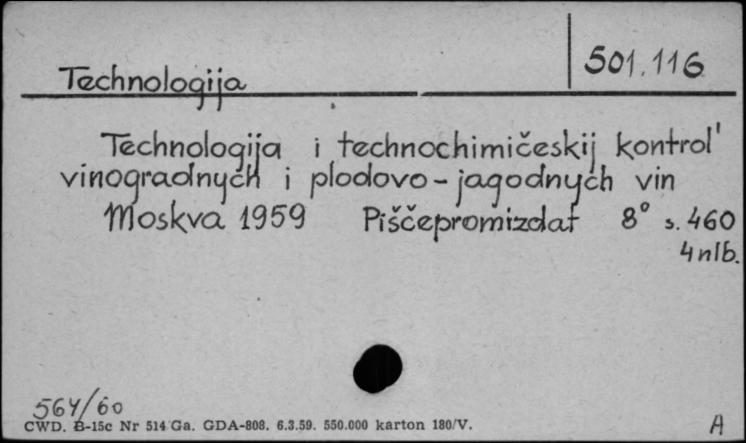 Technologija
501.116
Technologija i technochimičeskij kontrol'
vinogradnych i plodovo-jagodnych vin
Moskva 1959 Piščepromizdat 8° s. 460
4 nlb.
564/60
CWD. B-15c Nr 514 Ga. GDA-808. 6.3.59. 550.000 karton 180/V.
A